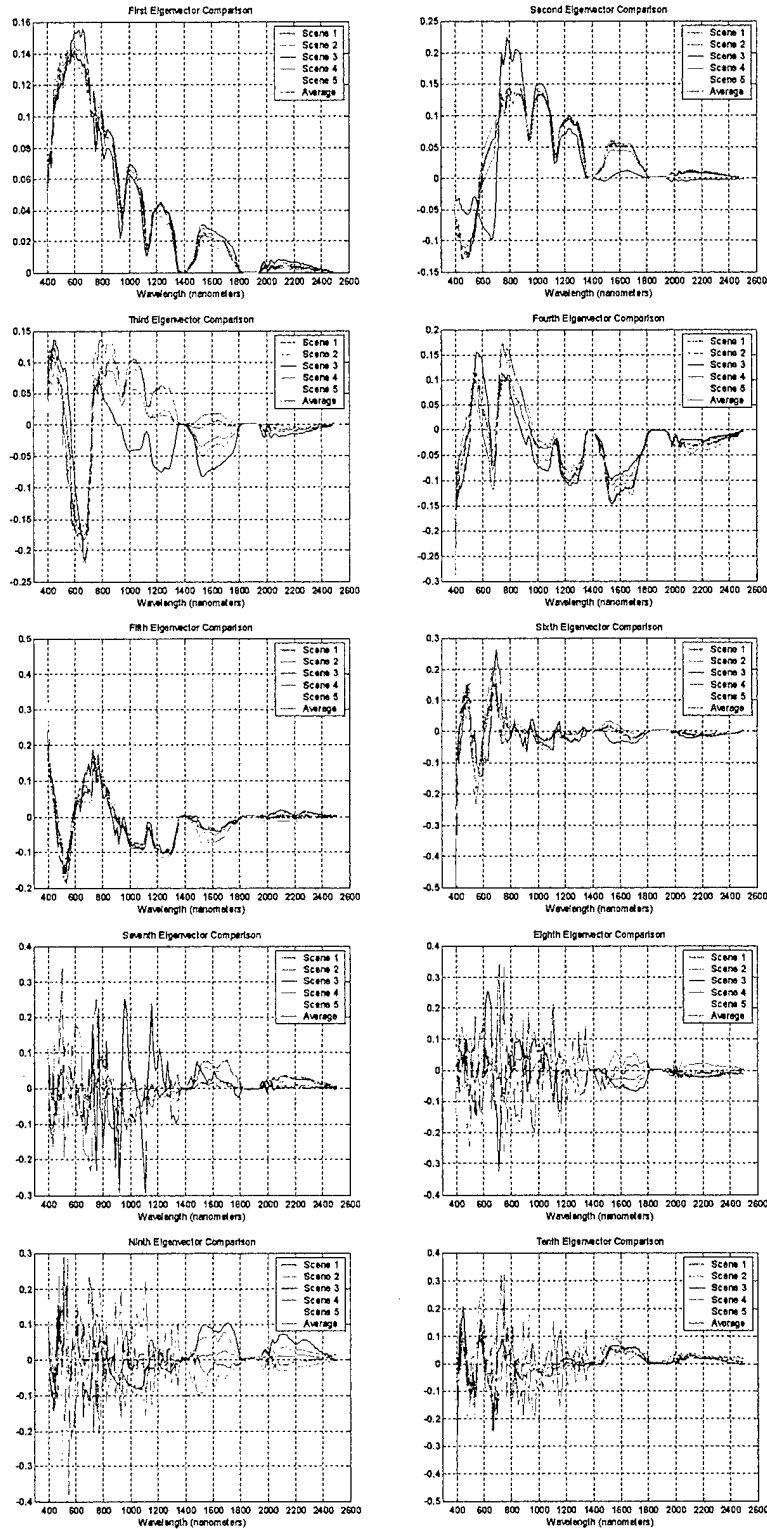 First Eigenvector Comparison
0.16
0.14
0.12
0.1
0.08
0.06
0.04
0.02
0
Scene 1
Scene 2
Scene 3
Scene 4
Scene 5
Average
400 600 800 1000 1200 1400 1600 1800 2000 2200 2400 2600
Wavelength (nanometers)
Second Eigenvector Comparison
0.25
0.2
0.15
0.1
0.05
0
-0.05
-0.1
-0.15
Scene 1
Scene 2
Scene 3
Scene 4
Scene 5
Average
400 600 800 1000 1200 1400 1600 1800 2000 2200 2400 2600
Wavelength (nanometers)
Third Eigenvector Comparison
0.15
0.1
0.05
0
-0.05
-0.1
-0.15
-0.2
-0.25
Scene 1
Scene 2
Scene 3
Scene 4
Scene 5
Average
400 600 800 1000 1200 1400 1600 1800 2000 2200 2400 2600
Wavelength (nanometers)
Fourth Eigenvector Comparison
0.2
0.15
0.1
0.05
0
-0.05
-0.1
-0.15
-0.2
-0.25
-0.3
Scene 1
Scene 2
Scene 3
Scene 4
Scene 5
Average
400 600 800 1000 1200 1400 1600 1800 2000 2200 2400 2600
Wavelength (nanometers)
Fifth Eigenvector Comparison
0.5
0.4
0.3
0.2
0.1
0
-0.1
-0.2
Scene 1
Scene 2
Scene 3
Scene 4
Scene 5
Average
400 600 800 1000 1200 1400 1600 1800 2000 2200 2400 2600
Wavelength (nanometers)
Sixth Eigenvector Comparison
0.3
0.2
0.1
0
-0.1
-0.2
-0.3
-0.4
-0.5
Scene 1
Scene 2
Scene 3
Scene 4
Scene 5
Average
400 600 800 1000 1200 1400 1600 1800 2000 2200 2400 2600
Wavelength (nanometers)
Seventh Eigenvector Comparison
0.4
0.3
0.2
0.1
0
-0.1
-0.2
-0.3
Scene 1
Scene 2
Scene 3
Scene 4
Scene 5
Average
400 600 800 1000 1200 1400 1600 1800 2000 2200 2400 2600
Wavelength (nanometers)
Eighth Eigenvector Comparison
0.4
0.3
0.2
0.1
0
-0.1
-0.2
-0.3
-0.4
Scene 1
Scene 2
Scene 3
Scene 4
Scene 5
Average
400 600 800 1000 1200 1400 1600 1800 2000 2200 2400 2600
Wavelength (nanometers)
Ninth Eigenvector Comparison
0.3
0.2
0.1
0
-0.1
-0.2
-0.3
-0.4
Scene 1
Scene 2
Scene 3
Scene 4
Scene 5
Average
400 600 800 1000 1200 1400 1600 1800 2000 2200 2400 2600
Wavelength (nanometers)
Tenth Eigenvector Comparison
0.4
0.3
0.2
0.1
0
-0.1
-0.2
-0.3
-0.4
-0.5
Scene 1
Scene 2
Scene 3
Scene 4
Scene 5
Average
400 600 800 1000 1200 1400 1600 1800 2000 2200 2400 2600
Wavelength (nanometers)